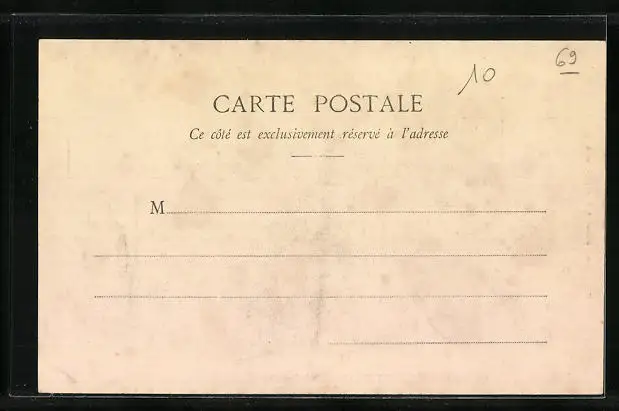 69
10
CARTE POSTALE
Ce côté est exclusivement réservé à l'adresse
M